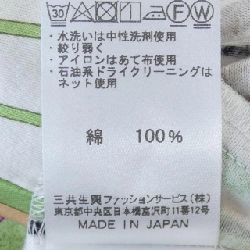 30 F W
・水洗いは中性洗剤使用
・絞り弱く
・アイロンはあて布使用
・石油系ドライクリーニングは
ネット使用
綿 100%
三共生興ファッションサービス(株)
東京都中央区日本橋富沢町11番12号
MADE IN JAPAN